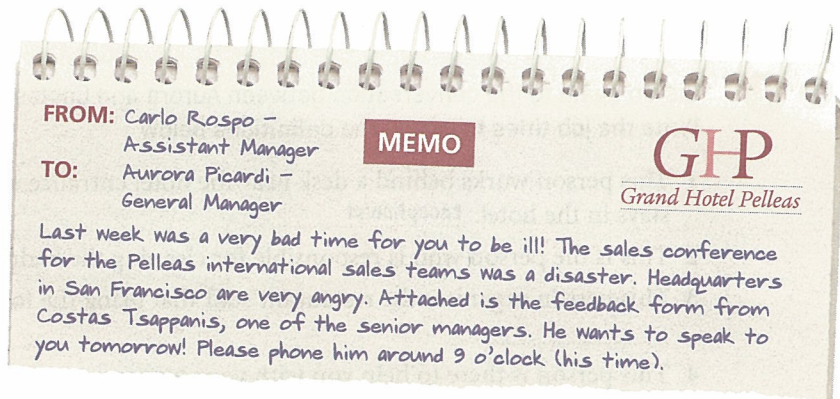 FROM: Carlo Rospo –
Assistant Manager
TO: Aurora Picardi –
General Manager
MEMO
GHP
Grand Hotel Pelleas
Last week was a very bad time for you to be ill! The sales conference
for the Pelleas international sales teams was a disaster. Headquarters
in San Francisco are very angry. Attached is the feedback form from
Costas Tsappanis, one of the senior managers. He wants to speak to
you tomorrow! Please phone him around 9 o'clock (his time).